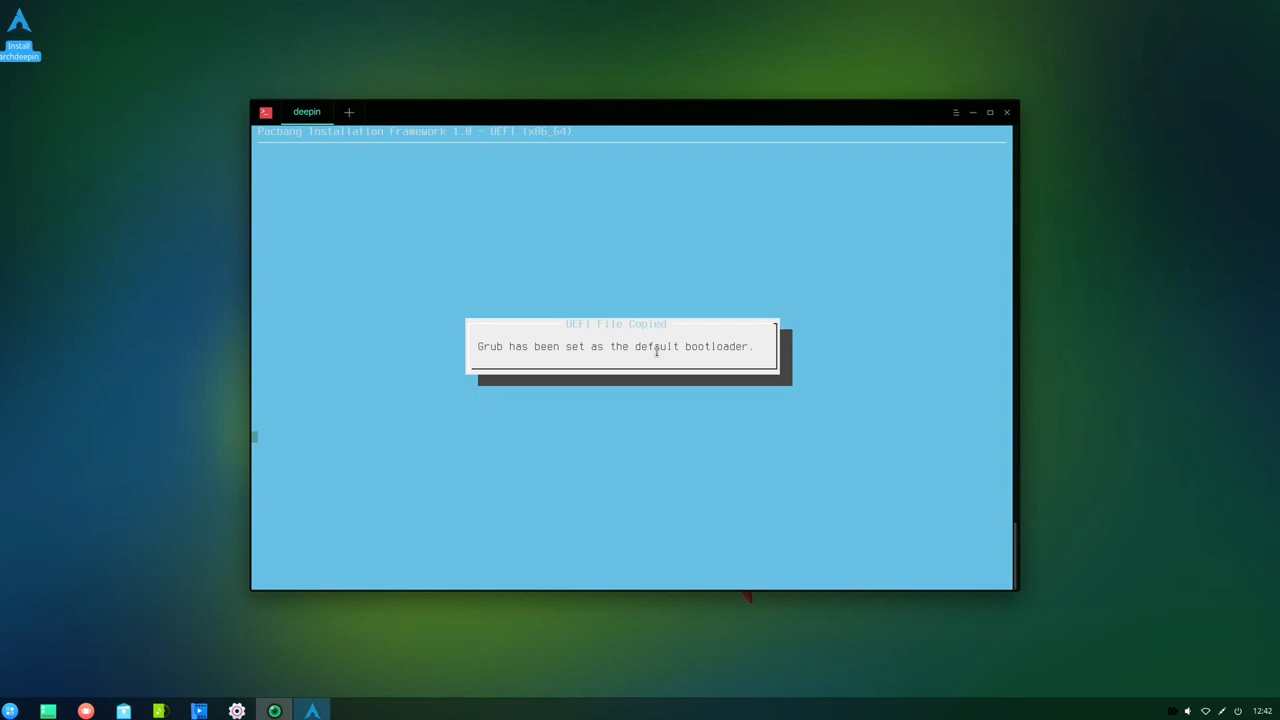 Install
archdeepin
deepin
Pacbang Installation Framework 1.0 - UEFI (x86_64)
UEFI File Copied
Grub has been set as the default bootloader.
12:42